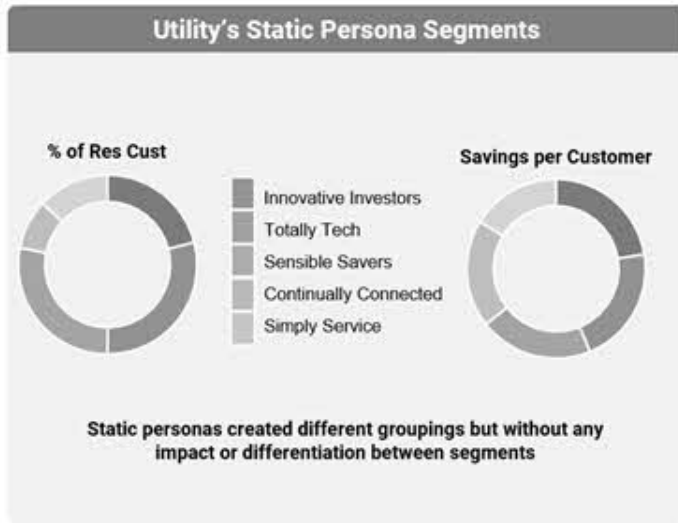 Utility's Static Persona Segments
% of Res Cust
Savings per Customer
Innovative Investors
Totally Tech
Sensible Savers
Continually Connected
Simply Service
Static personas created different groupings but without any
impact or differentiation between segments